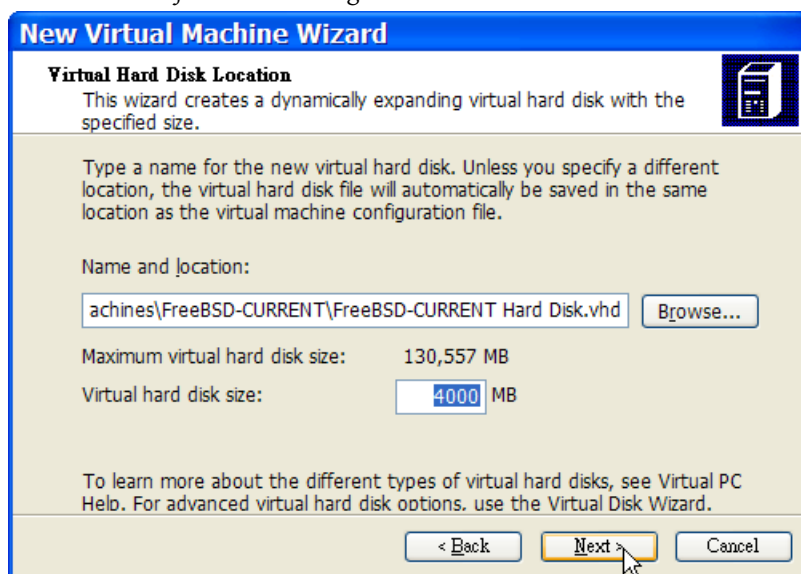 New Virtual Machine Wizard
Virtual Hard Disk Location
This wizard creates a dynamically expanding virtual hard disk with the
specified size.
Type a name for the new virtual hard disk. Unless you specify a different
location, the virtual hard disk file will automatically be saved in the same
location as the virtual machine configuration file.
Name and location:
achines\FreeBSD-CURRENT\FreeBSD-CURRENT Hard Disk.vhd Browse...
Maximum virtual hard disk size: 130,557 MB
Virtual hard disk size: 4000 MB
To learn more about the different types of virtual hard disks, see Virtual PC
Help. For advanced virtual hard disk options, use the Virtual Disk Wizard.
< Back Next > Cancel